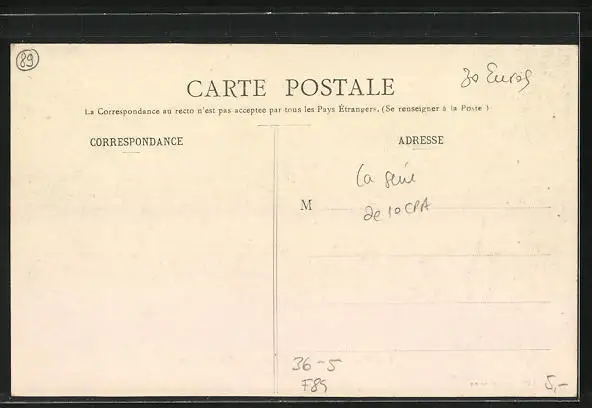 89
CARTE POSTALE
30 Euros
La Correspondance au recto n'est pas acceptée par tous les Pays Étrangers. (Se renseigner à la Poste )
CORRESPONDANCE
ADRESSE
la série
M
de 10 CPA
36-5
F89
5,-